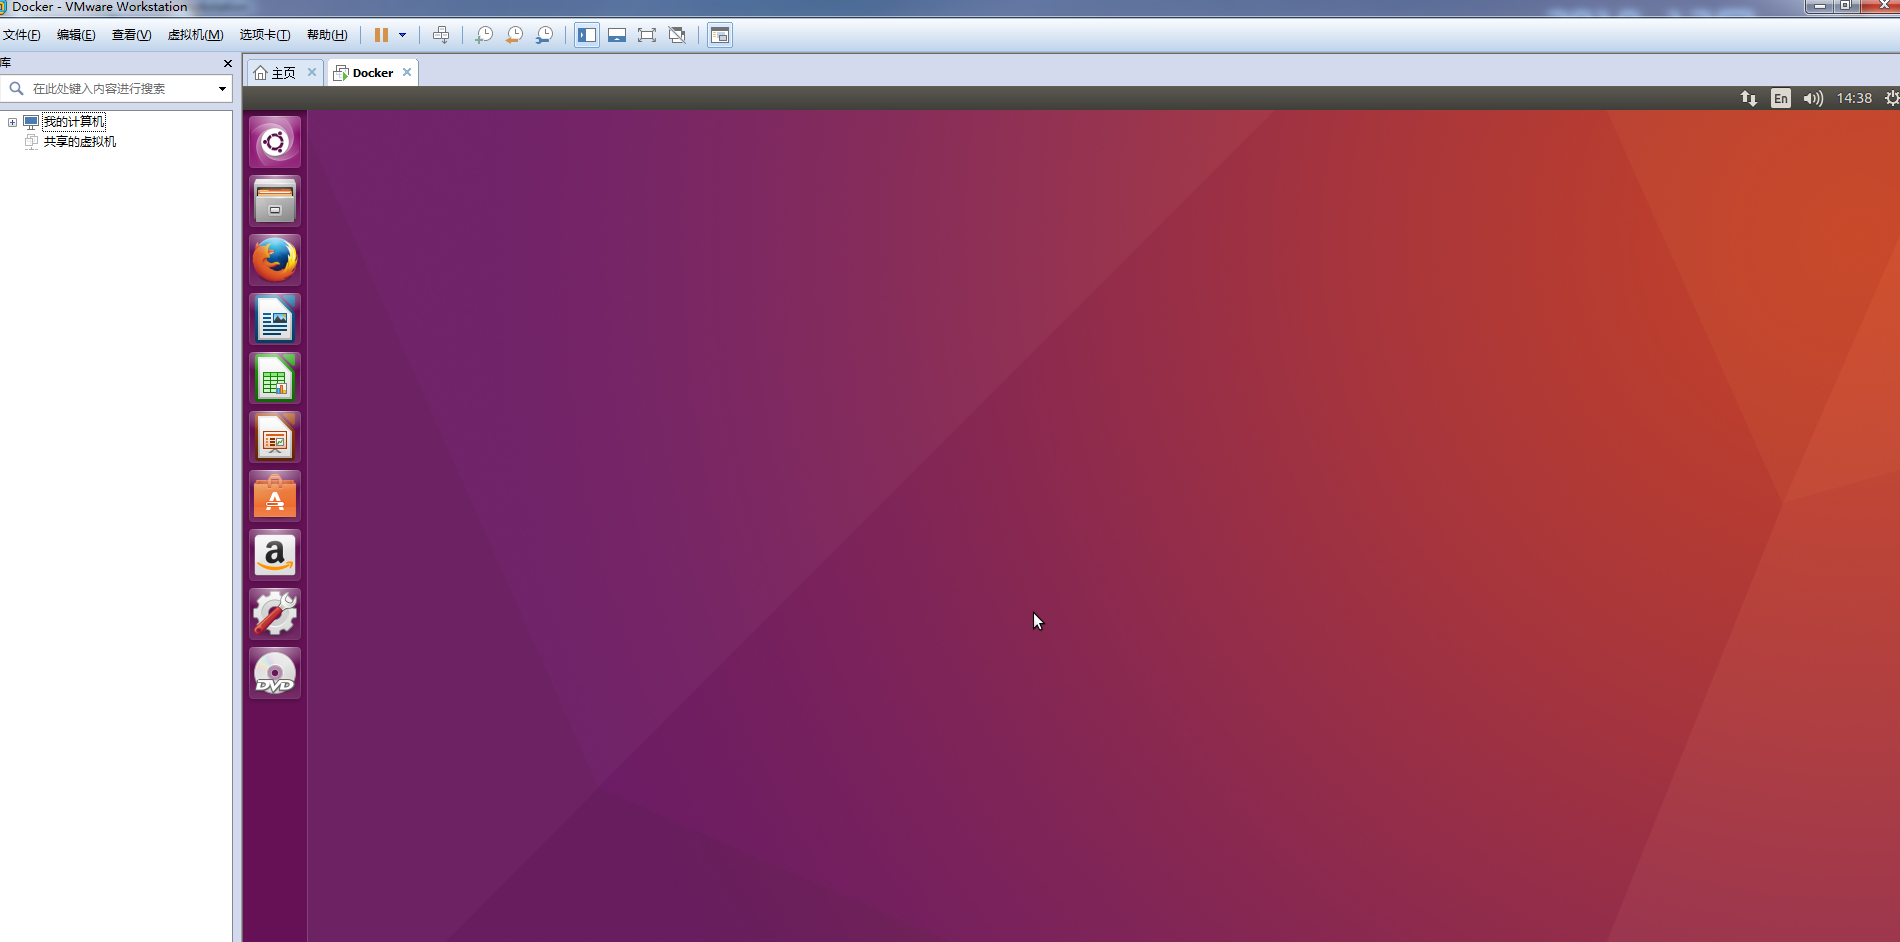 Docker - VMware Workstation
文件(F) 编辑(E) 查看(V) 虚拟机(M) 选项卡(T) 帮助(H)
库
主页 Docker
在此处键入内容进行搜索
En 14:38
我的计算机
共享的虚拟机
A
a
DVD